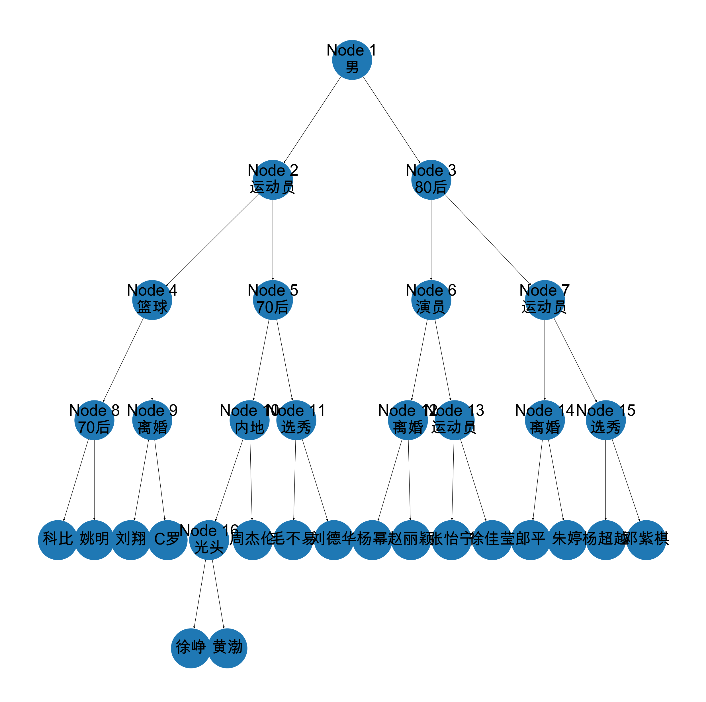 Node 1
男
Node 2
运动员
Node 3
80后
Node 4
篮球
Node 5
70后
Node 6
演员
Node 7
运动员
Node 8
70后
Node 9
离婚
Node 10
内地
Node 11
选秀
Node 12
离婚
Node 13
运动员
Node 14
离婚
Node 15
选秀
科比
姚明
刘翔
C罗
Node 16
光头
周杰伦
毛不易
刘德华
杨幂
赵丽颖
张怡宁
徐佳莹
郎平
朱婷
杨超越
邓紫棋
徐峥
黄渤